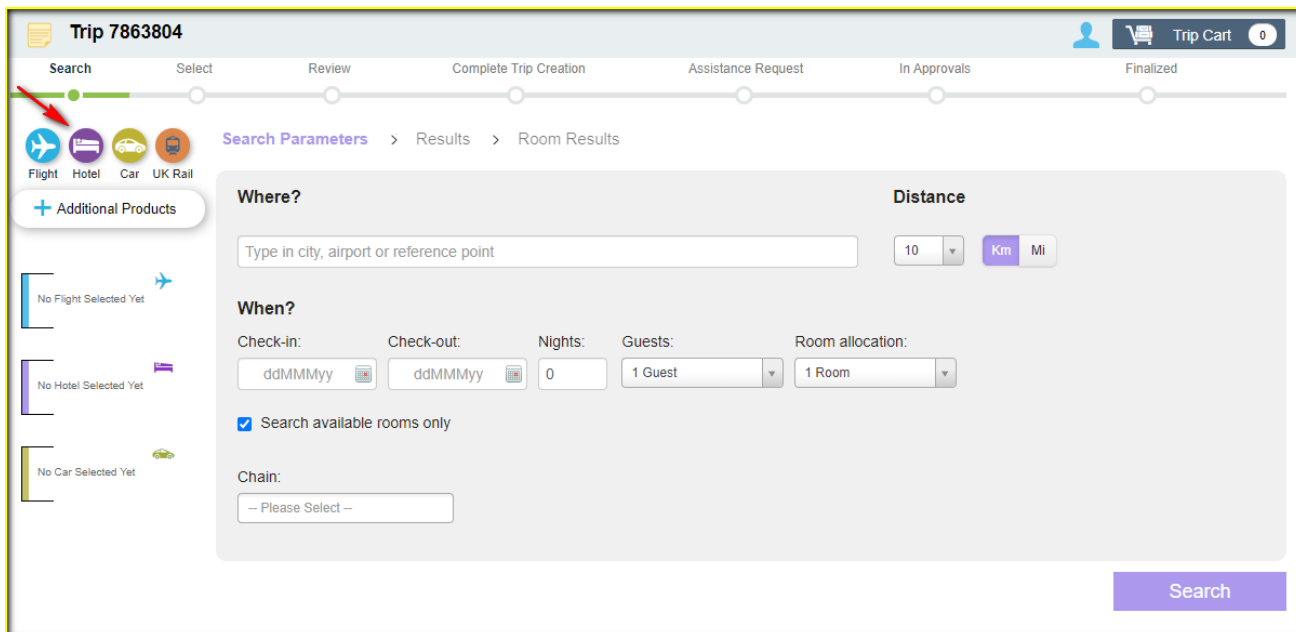 Trip 7863804
Trip Cart 0
Search Select Review Complete Trip Creation Assistance Request In Approvals Finalized
Flight Hotel Car UK Rail
+ Additional Products
Search Parameters > Results > Room Results
Where? Distance
Type in city, airport or reference point 10 Km Mi
No Flight Selected Yet
When?
Check-in: Check-out: Nights: Guests: Room allocation:
ddMMMyy ddMMMyy 0 1 Guest 1 Room
No Hotel Selected Yet
Search available rooms only
No Car Selected Yet
Chain:
-- Please Select --
Search